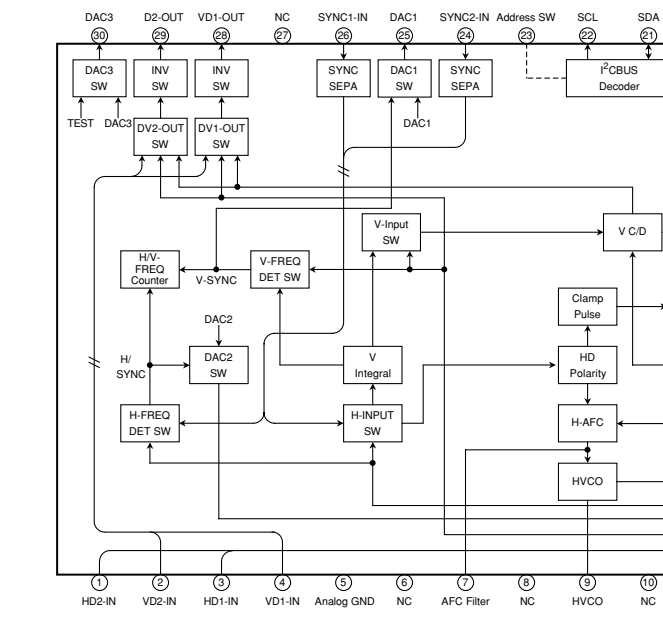 DAC3 D2-OUT VD1-OUT NC SYNC1-IN DAC1 SYNC2-IN Address SW SCL SDA
30 29 28 27 26 25 24 23 22 21
DAC3 INV INV SYNC DAC1 SYNC I²CBUS
SW SW SW SEPA SW SEPA Decoder
TEST DAC3 DAC1
DV2-OUT DV1-OUT
SW SW
V-Input
SW
V C/D
H/V-
FREQ
Counter
V-SYNC
V-FREQ
DET SW
Clamp
Pulse
DAC2
H/
SYNC
DAC2
SW
V
Integral
HD
Polarity
H-FREQ
DET SW
H-INPUT
SW
H-AFC
HVCO
1 2 3 4 5 6 7 8 9 10
HD2-IN VD2-IN HD1-IN VD1-IN Analog GND NC AFC Filter NC HVCO NC